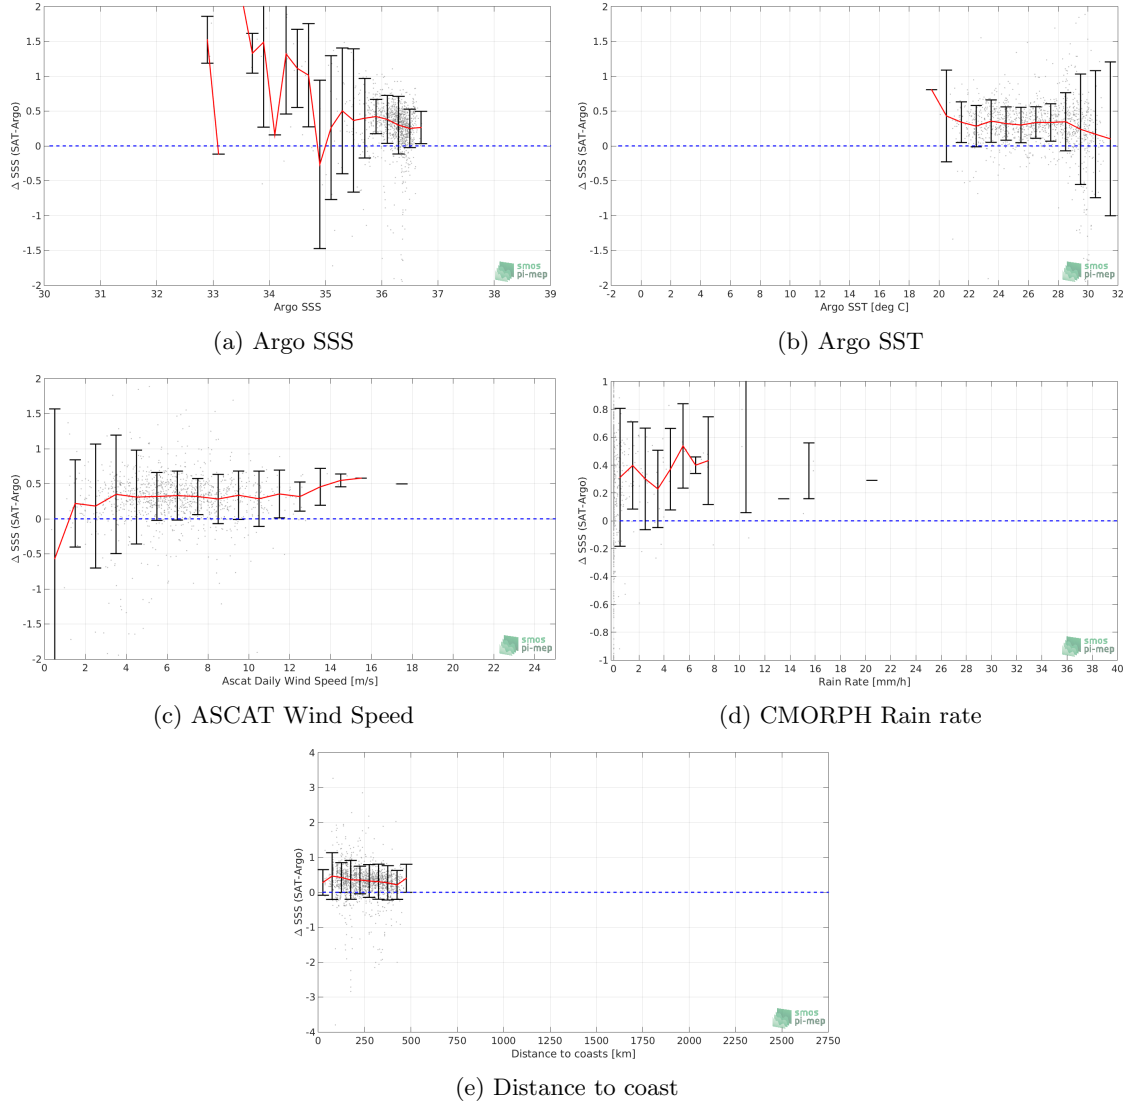 2
1.5
1
0.5
0
-0.5
-1
-1.5
-2
Δ SSS (SAT-Argo)
30 31 32 33 34 35 36 37 38 39
Argo SSS
smos
pi-mep
(a) Argo SSS
2
1.5
1
0.5
0
-0.5
-1
-1.5
-2
Δ SSS (SAT-Argo)
-2 0 2 4 6 8 10 12 14 16 18 20 22 24 26 28 30 32
Argo SST [deg C]
smos
pi-mep
(b) Argo SST
2
1.5
1
0.5
0
-0.5
-1
-1.5
-2
Δ SSS (SAT-Argo)
0 2 4 6 8 10 12 14 16 18 20 22 24
Ascat Daily Wind Speed [m/s]
smos
pi-mep
(c) ASCAT Wind Speed
1
0.8
0.6
0.4
0.2
0
-0.2
-0.4
-0.6
-0.8
-1
Δ SSS (SAT-Argo)
0 2 4 6 8 10 12 14 16 18 20 22 24 26 28 30 32 34 36 38 40
Rain Rate [mm/h]
smos
pi-mep
(d) CMORPH Rain rate
4
3
2
1
0
-1
-2
-3
-4
Δ SSS (SAT-Argo)
0 250 500 750 1000 1250 1500 1750 2000 2250 2500 2750
Distance to coasts [km]
smos
pi-mep
(e) Distance to coast